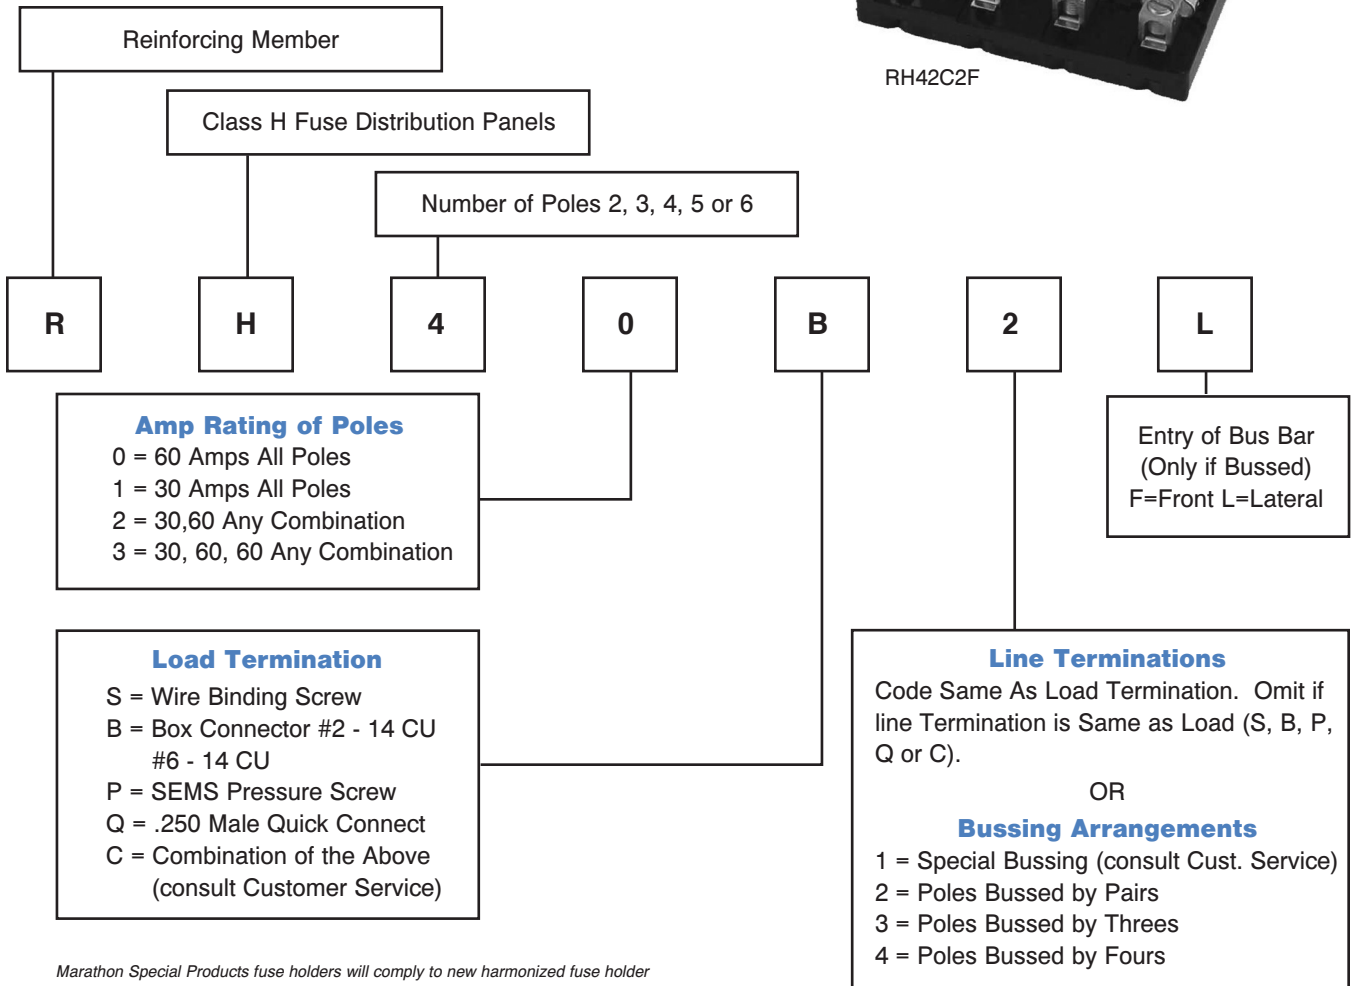 Reinforcing Member
RH42C2F
Class H Fuse Distribution Panels
Number of Poles 2, 3, 4, 5 or 6
R H 4 0 B 2 L
Amp Rating of Poles
0 = 60 Amps All Poles
1 = 30 Amps All Poles
2 = 30,60 Any Combination
3 = 30, 60, 60 Any Combination
Entry of Bus Bar
(Only if Bussed)
F=Front L=Lateral
Load Termination
S = Wire Binding Screw
B = Box Connector #2 - 14 CU
#6 - 14 CU
P = SEMS Pressure Screw
Q = .250 Male Quick Connect
C = Combination of the Above
(consult Customer Service)
Line Terminations
Code Same As Load Termination. Omit if
line Termination is Same as Load (S, B, P,
Q or C).
OR
Bussing Arrangements
1 = Special Bussing (consult Cust. Service)
2 = Poles Bussed by Pairs
3 = Poles Bussed by Threes
4 = Poles Bussed by Fours
Marathon Special Products fuse holders will comply to new harmonized fuse holder